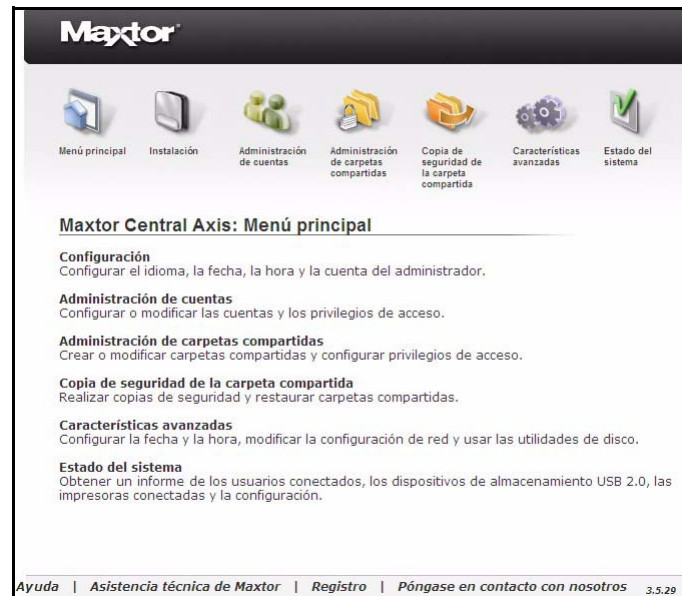 Maxtor
Menú principal
Instalación
Administración
de cuentas
Administración
de carpetas
compartidas
Copia de
seguridad de
la carpeta
compartida
Características
avanzadas
Estado del
sistema
Maxtor Central Axis: Menú principal
Configuración
Configurar el idioma, la fecha, la hora y la cuenta del administrador.
Administración de cuentas
Configurar o modificar las cuentas y los privilegios de acceso.
Administración de carpetas compartidas
Crear o modificar carpetas compartidas y configurar privilegios de acceso.
Copia de seguridad de la carpeta compartida
Realizar copias de seguridad y restaurar carpetas compartidas.
Características avanzadas
Configurar la fecha y la hora, modificar la configuración de red y usar las utilidades de disco.
Estado del sistema
Obtener un informe de los usuarios conectados, los dispositivos de almacenamiento USB 2.0, las
impresoras conectadas y la configuración.
Ayuda | Asistencia técnica de Maxtor | Registro | Póngase en contacto con nosotros 3.5.29